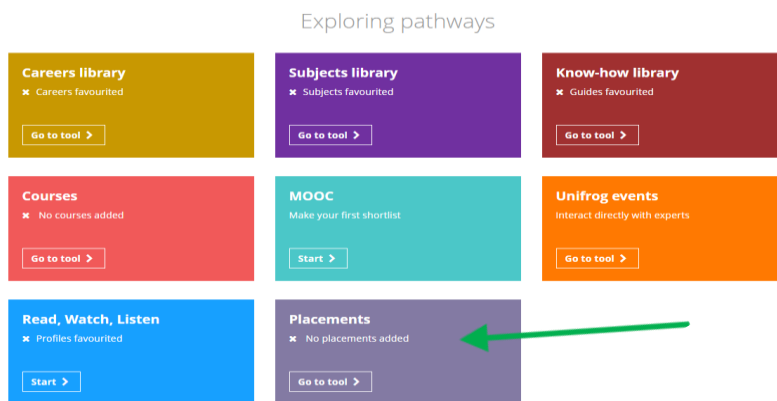 Exploring pathways
Careers library
✖ Careers favourited
Go to tool >
Subjects library
✖ Subjects favourited
Go to tool >
Know-how library
✖ Guides favourited
Go to tool >
Courses
✖ No courses added
Go to tool >
MOOC
Make your first shortlist
Start >
Unifrog events
Interact directly with experts
Go to tool >
Read, Watch, Listen
✖ Profiles favourited
Start >
Placements
✖ No placements added
Go to tool >